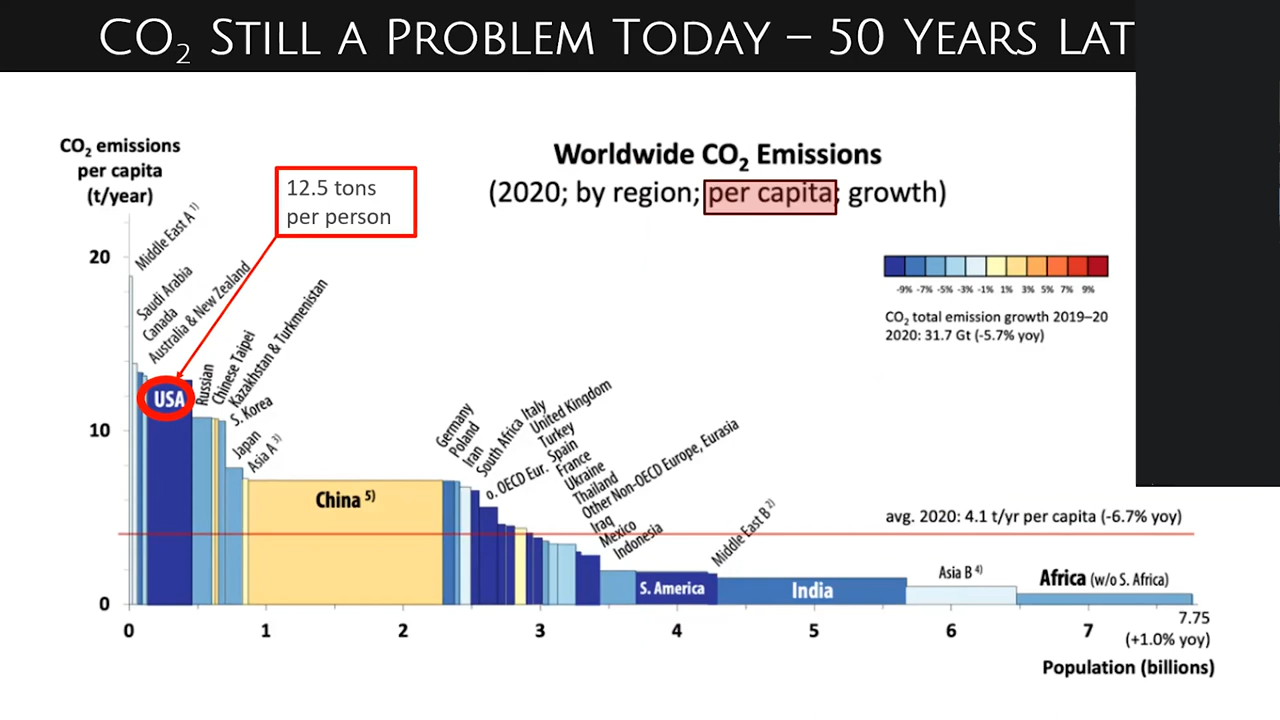 CO2 STILL A PROBLEM TODAY – 50 YEARS LAT
CO2 emissions
per capita
(t/year)
12.5 tons
per person
Worldwide CO2 Emissions
(2020; by region; per capita; growth)
20
10
0
Middle East A 1)
Saudi Arabia
Canada
Australia & New Zealand
USA
Russian
Chinese Taipei
Kazakhstan & Turkmenistan
S. Korea
Japan
Asia A 3)
China 5)
Germany
Poland
Iran
South Africa
Italy
o. OECD Eur.
United Kingdom
Turkey
Spain
France
Ukraine
Thailand
Other Non-OECD Europe, Eurasia
Iraq
Mexico
Indonesia
S. America
Middle East B 2)
India
Asia B 4)
Africa (w/o S. Africa)
-9% -7% -5% -3% -1% 1% 3% 5% 7% 9%
CO2 total emission growth 2019–20
2020: 31.7 Gt (-5.7% yoy)
avg. 2020: 4.1 t/yr per capita (-6.7% yoy)
0 1 2 3 4 5 6 7
7.75
(+1.0% yoy)
Population (billions)